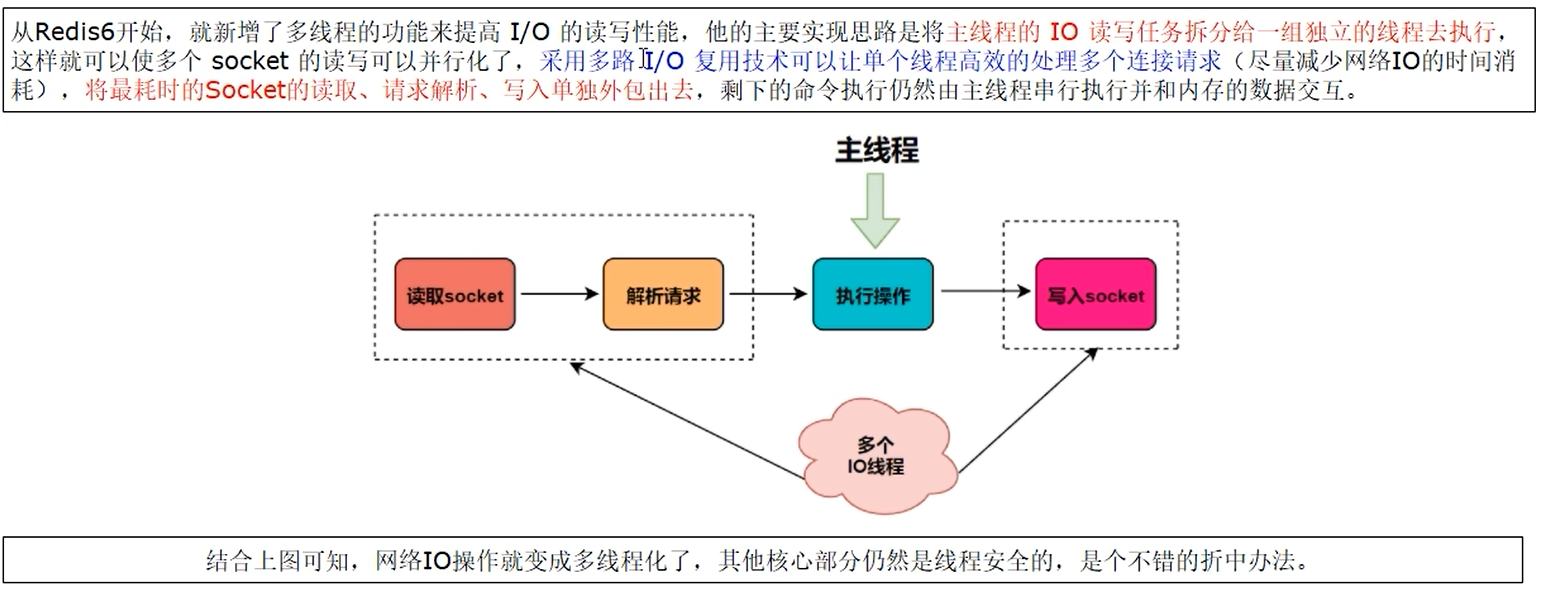 从Redis6开始，就新增了多线程的功能来提高 I/O 的读写性能，他的主要实现思路是将主线程的 IO 读写任务拆分给一组独立的线程去执行，
这样就可以使多个 socket 的读写可以并行化了，采用多路 I/O 复用技术可以让单个线程高效的处理多个连接请求（尽量减少网络IO的时间消
耗），将最耗时的Socket的读取、请求解析、写入单独外包出去，剩下的命令执行仍然由主线程串行执行并和内存的数据交互。
主线程
读取socket
解析请求
执行操作
写入socket
多个
IO线程
结合上图可知，网络IO操作就变成多线程化了，其他核心部分仍然是线程安全的，是个不错的折中办法。